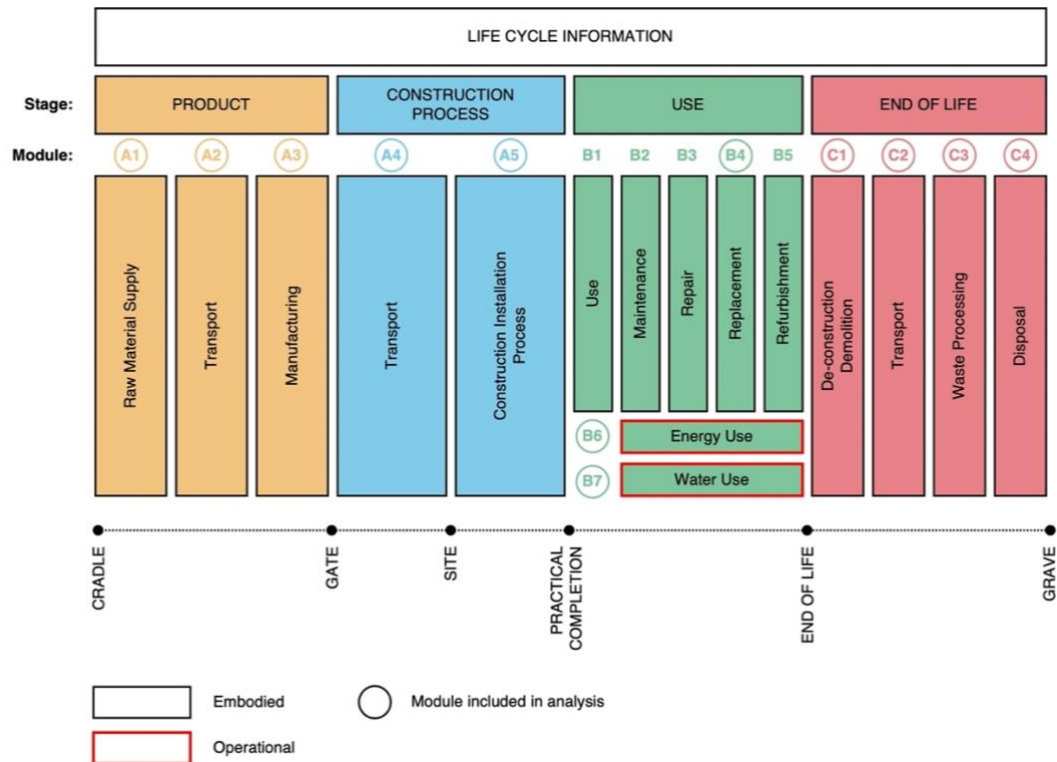 LIFE CYCLE INFORMATION
Stage:
PRODUCT
CONSTRUCTION
PROCESS
USE
END OF LIFE
Module:
A1
A2
A3
A4
A5
B1
B2
B3
B4
B5
C1
C2
C3
C4
Raw Material Supply
Transport
Manufacturing
Transport
Construction Installation
Process
Use
Maintenance
Repair
Replacement
Refurbishment
De-construction
Demolition
Transport
Waste Processing
Disposal
B6
Energy Use
B7
Water Use
CRADLE
GATE
SITE
PRACTICAL
COMPLETION
END OF LIFE
GRAVE
Embodied
Module included in analysis
Operational